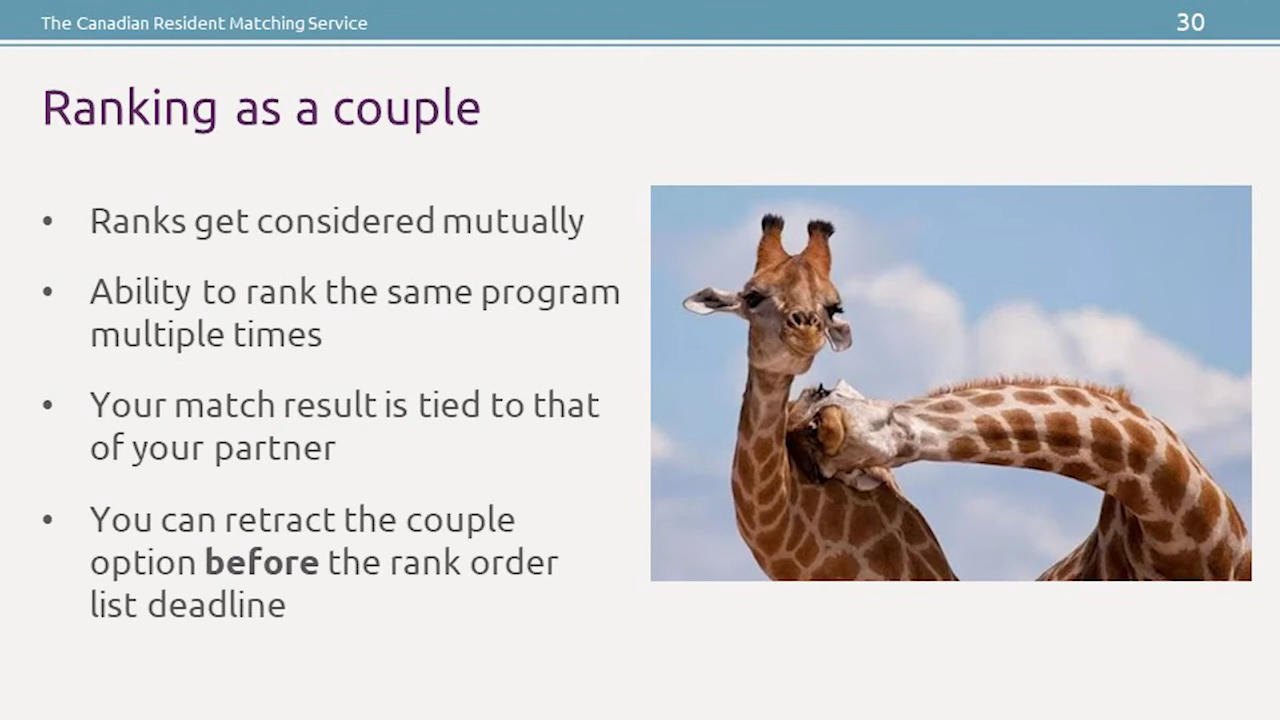 The Canadian Resident Matching Service
30
Ranking as a couple
• Ranks get considered mutually
• Ability to rank the same program
multiple times
• Your match result is tied to that
of your partner
• You can retract the couple
option before the rank order
list deadline